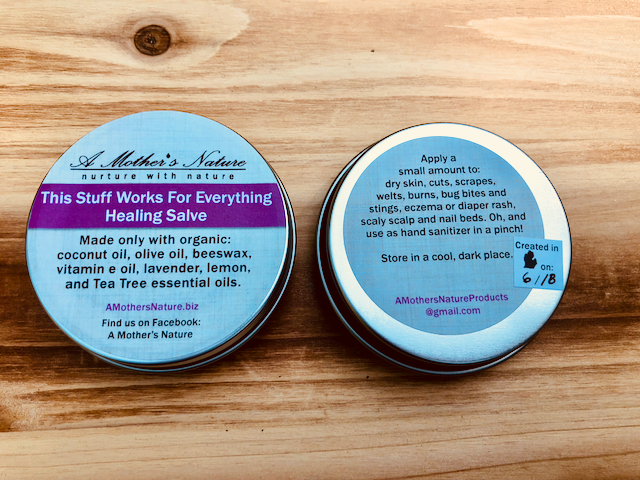 A Mother's Nature
nurture with nature
This Stuff Works For Everything
Healing Salve
Made only with organic:
coconut oil, olive oil, beeswax,
vitamin e oil, lavender, lemon,
and Tea Tree essential oils.
AMothersNature.biz
Find us on Facebook:
A Mother's Nature
Apply a
small amount to:
dry skin, cuts, scrapes,
welts, burns, bug bites and
stings, eczema or diaper rash,
scaly scalp and nail beds. Oh, and
use as hand sanitizer in a pinch!
Store in a cool, dark place.
Created in
on:
6/18
AMothersNatureProducts
@gmail.com